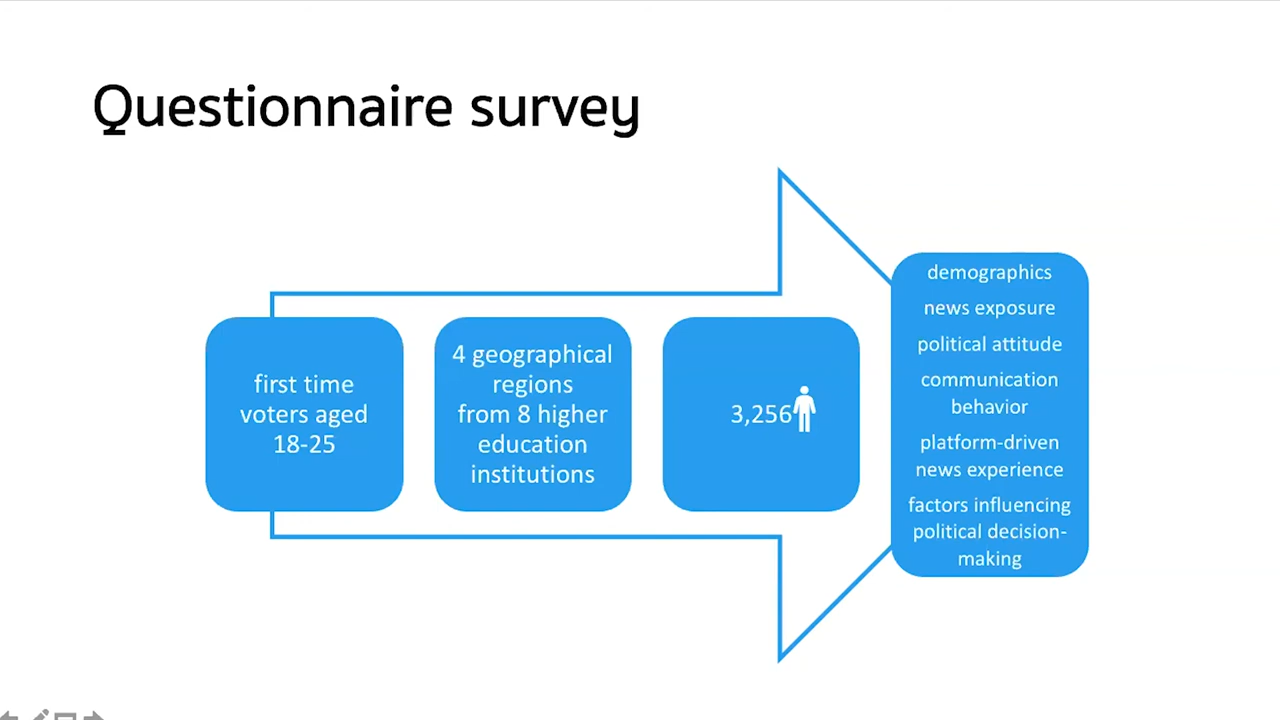 Questionnaire survey
first time
voters aged
18-25
4 geographical
regions
from 8 higher
education
institutions
3,256
demographics
news exposure
political attitude
communication
behavior
platform-driven
news experience
factors influencing
political decision-
making